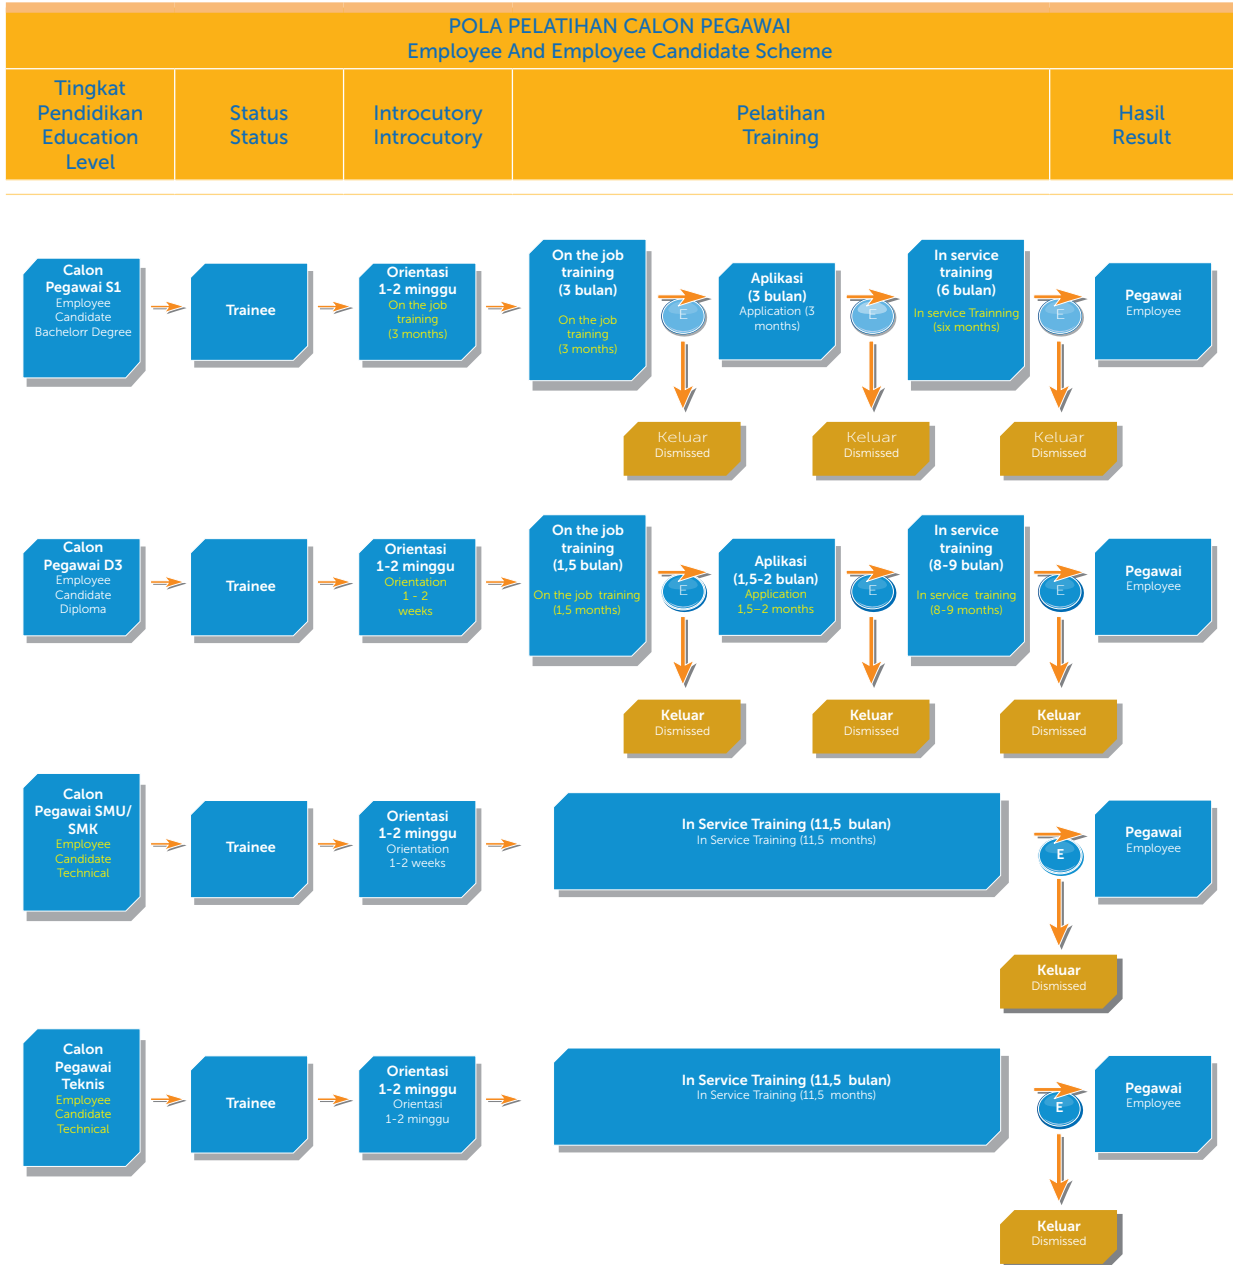 POLA PELATIHAN CALON PEGAWAI
Employee And Employee Candidate Scheme
Tingkat
Pendidikan
Education
Level
Status
Status
Introcutory
Introcutory
Pelatihan
Training
Hasil
Result
Calon
Pegawai S1
Employee
Candidate
Bachelorr Degree
Trainee
Orientasi
1-2 minggu
On the job
training
(3 months)
On the job
training
(3 bulan)
On the job
training
(3 months)
E
Aplikasi
(3 bulan)
Application (3
months)
E
In service
training
(6 bulan)
In service Trainning
(six months)
E
Pegawai
Employee
Keluar
Dismissed
Keluar
Dismissed
Keluar
Dismissed
Calon
Pegawai D3
Employee
Candidate
Diploma
Trainee
Orientasi
1-2 minggu
Orientation
1 - 2
weeks
On the job
training
(1,5 bulan)
On the job training
(1,5 months)
E
Aplikasi
(1,5-2 bulan)
Application
1,5–2 months
E
In service
training
(8-9 bulan)
In service training
(8-9 months)
E
Pegawai
Employee
Keluar
Dismissed
Keluar
Dismissed
Keluar
Dismissed
Calon
Pegawai SMU/
SMK
Employee
Candidate
Technical
Trainee
Orientasi
1-2 minggu
Orientation
1-2 weeks
In Service Training (11,5 bulan)
In Service Training (11,5 months)
E
Pegawai
Employee
Keluar
Dismissed
Calon
Pegawai
Teknis
Employee
Candidate
Technical
Trainee
Orientasi
1-2 minggu
Orientasi
1-2 minggu
In Service Training (11,5 bulan)
In Service Training (11,5 months)
E
Pegawai
Employee
Keluar
Dismissed